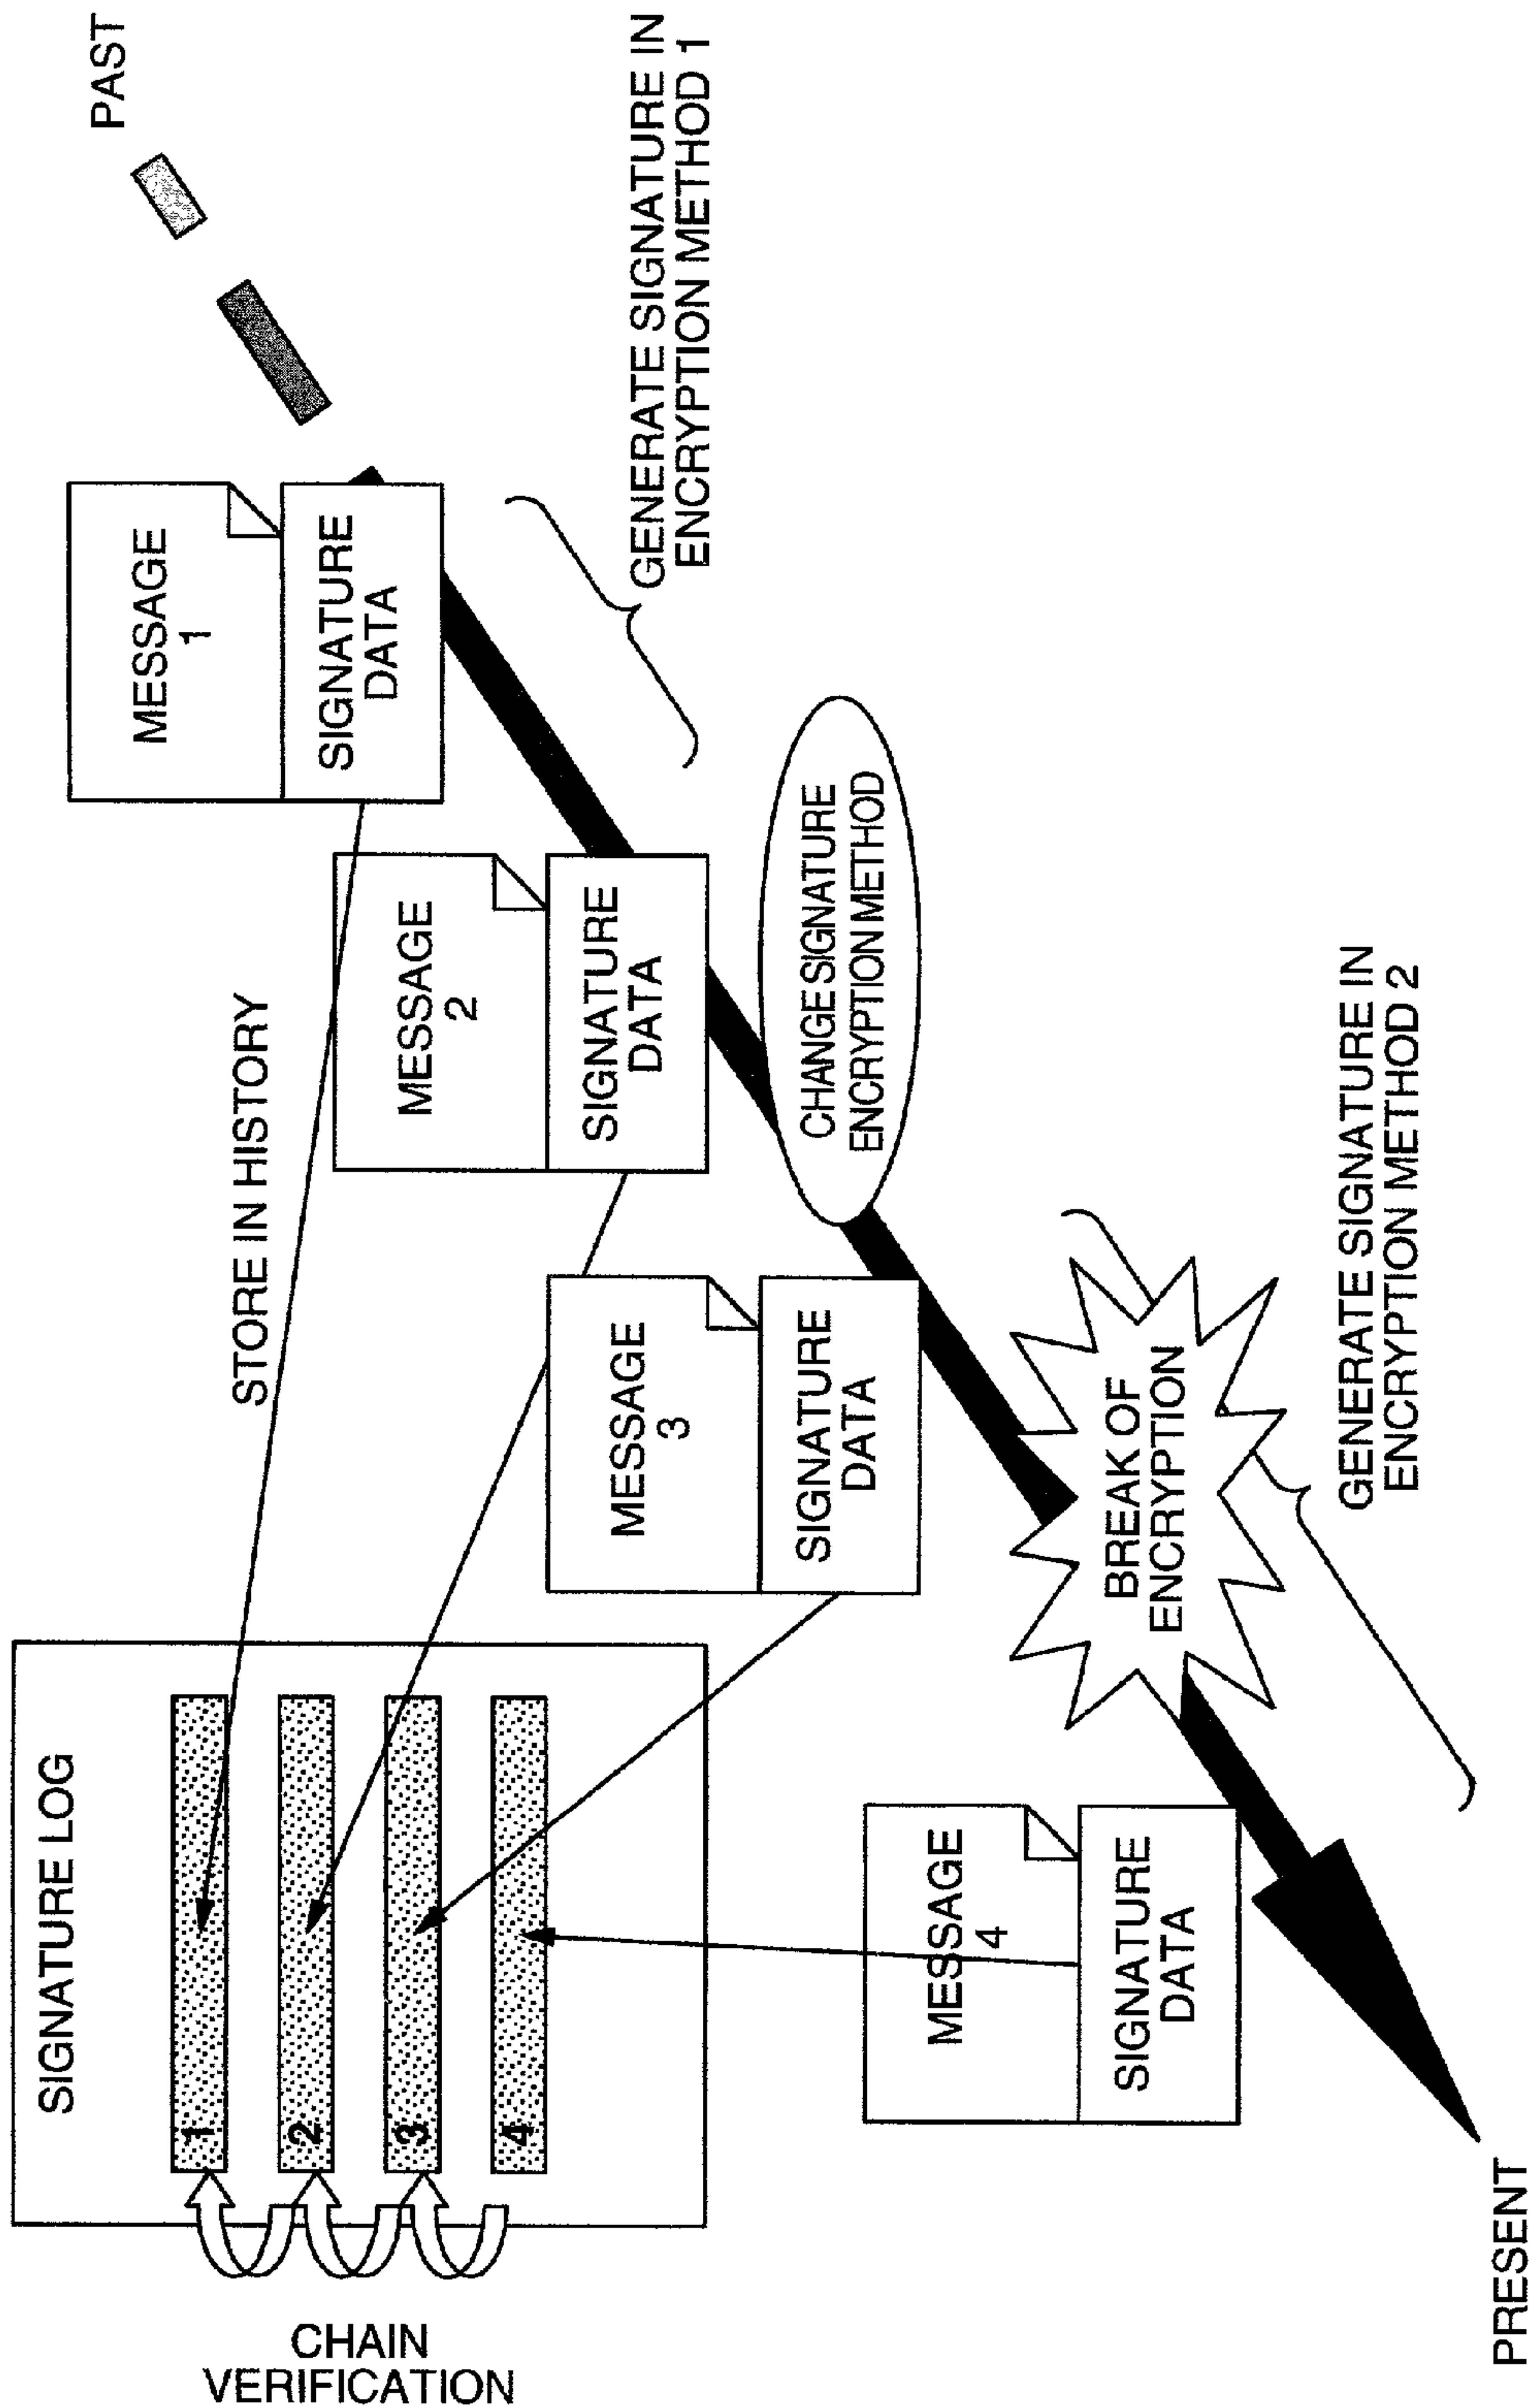 SIGNATURE LOG
1
2
3
4
CHAIN
VERIFICATION
STORE IN HISTORY
MESSAGE
1
SIGNATURE
DATA
PAST
MESSAGE
2
SIGNATURE
DATA
GENERATE SIGNATURE IN
ENCRYPTION METHOD 1
MESSAGE
3
SIGNATURE
DATA
CHANGE SIGNATURE
ENCRYPTION METHOD
MESSAGE
4
SIGNATURE
DATA
BREAK OF
ENCRYPTION
GENERATE SIGNATURE IN
ENCRYPTION METHOD 2
PRESENT